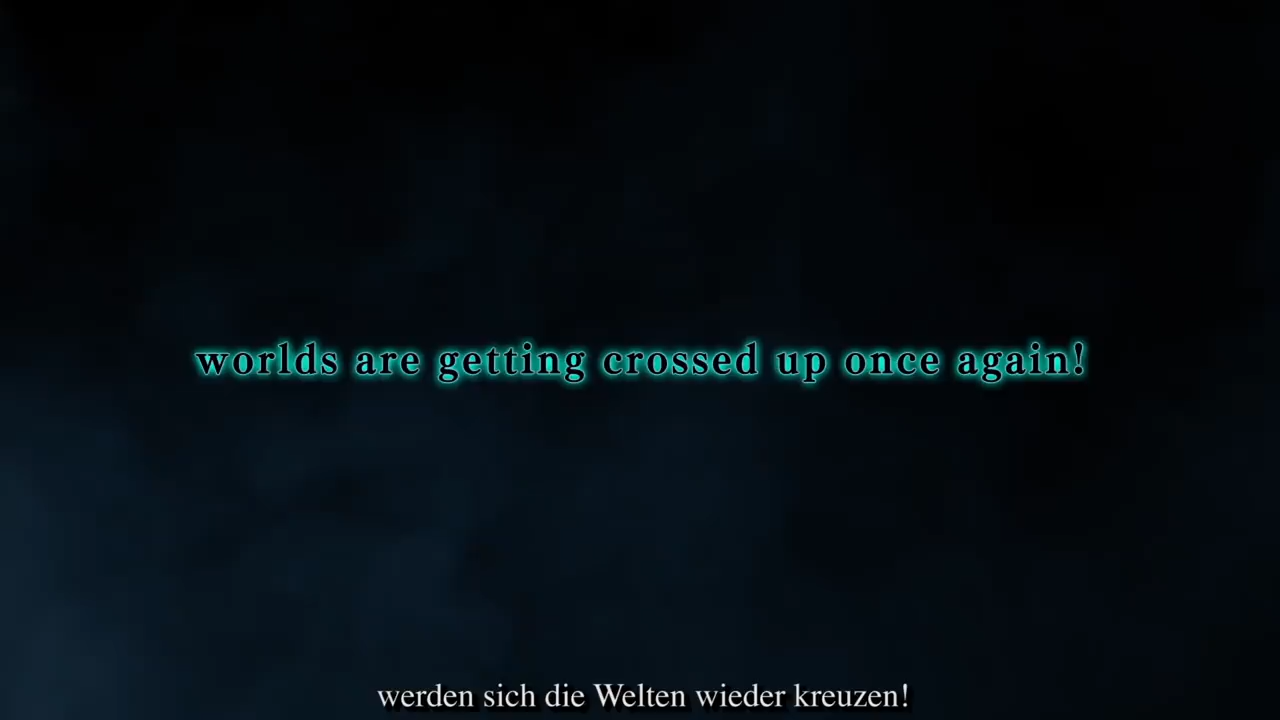 worlds are getting crossed up once again!
werden sich die Welten wieder kreuzen!